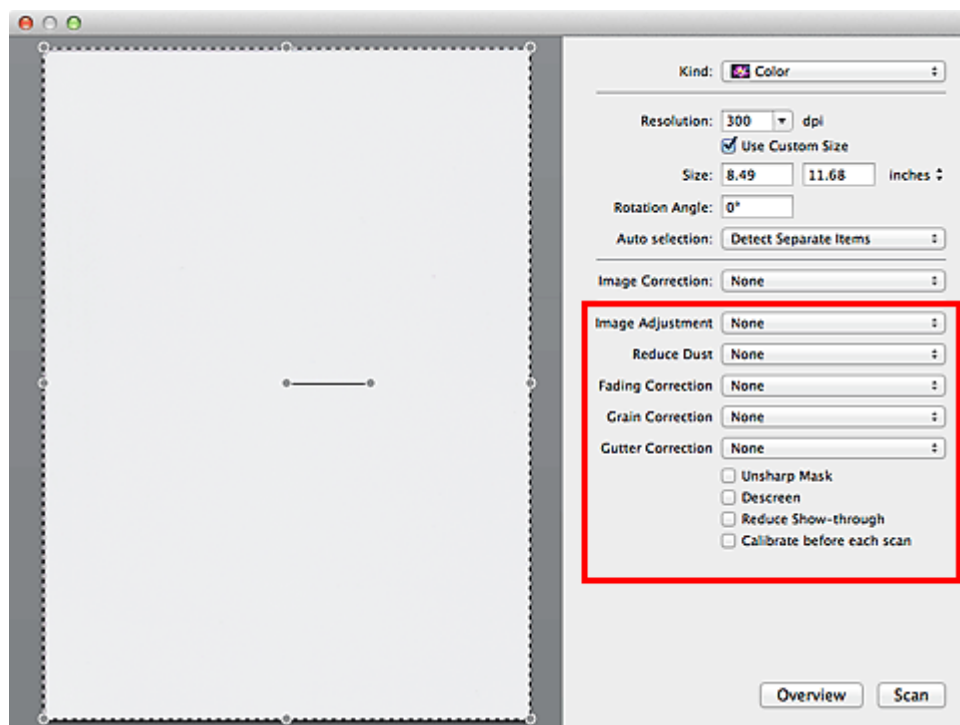 Kind: Color
Resolution: 300 dpi
Use Custom Size
Size: 8.49 11.68 inches
Rotation Angle: 0°
Auto selection: Detect Separate Items
Image Correction: None
Image Adjustment None
Reduce Dust None
Fading Correction None
Grain Correction None
Gutter Correction None
Unsharp Mask
Descreen
Reduce Show-through
Calibrate before each scan
Overview Scan